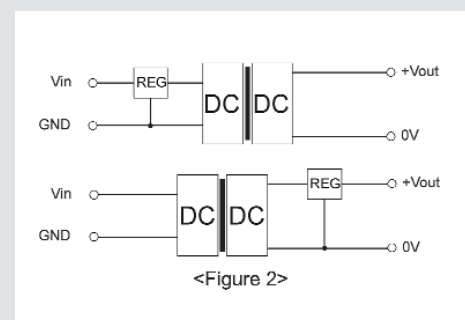 Vin REG DC DC +Vout
GND 0V
Vin DC DC REG +Vout
GND 0V
<Figure 2>